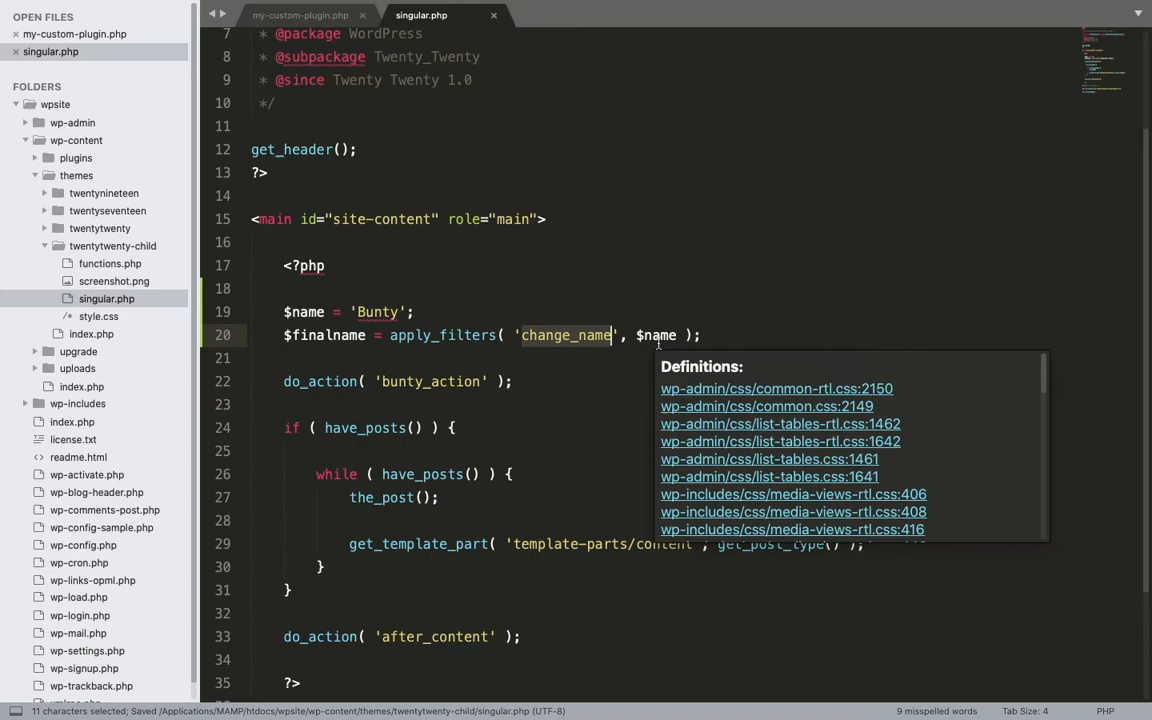 OPEN FILES
× my-custom-plugin.php
× singular.php
FOLDERS
wpsite
wp-admin
wp-content
plugins
themes
twentynineteen
twentyseventeen
twentytwenty
twentytwenty-child
functions.php
screenshot.png
singular.php
/* style.css
index.php
upgrade
uploads
index.php
wp-includes
index.php
license.txt
readme.html
wp-activate.php
wp-blog-header.php
wp-comments-post.php
wp-config-sample.php
wp-config.php
wp-cron.php
wp-links-opml.php
wp-load.php
wp-login.php
wp-mail.php
wp-settings.php
wp-signup.php
wp-trackback.php
my-custom-plugin.php ×
singular.php ×
7 * @package WordPress
8 * @subpackage Twenty_Twenty
9 * @since Twenty Twenty 1.0
10 */
11
12 get_header();
13 ?>
14
15 <main id="site-content" role="main">
16
17 <?php
18
19 $name = 'Bunty';
20 $finalname = apply_filters( 'change_name', $name );
21
22 do_action( 'bunty_action' );
23
24 if ( have_posts() ) {
25
26 while ( have_posts() ) {
27 the_post();
28
29 get_template_part( 'template-parts/content', get_post_type() );
30 }
31 }
32
33 do_action( 'after_content' );
34
35 ?>
Definitions:
wp-admin/css/common-rtl.css:2150
wp-admin/css/common.css:2149
wp-admin/css/list-tables-rtl.css:1462
wp-admin/css/list-tables-rtl.css:1642
wp-admin/css/list-tables.css:1461
wp-admin/css/list-tables.css:1641
wp-includes/css/media-views-rtl.css:406
wp-includes/css/media-views-rtl.css:408
wp-includes/css/media-views-rtl.css:416
11 characters selected; Saved /Applications/MAMP/htdocs/wpsite/wp-content/themes/twentytwenty-child/singular.php (UTF-8)
9 misspelled words
Tab Size: 4
PHP